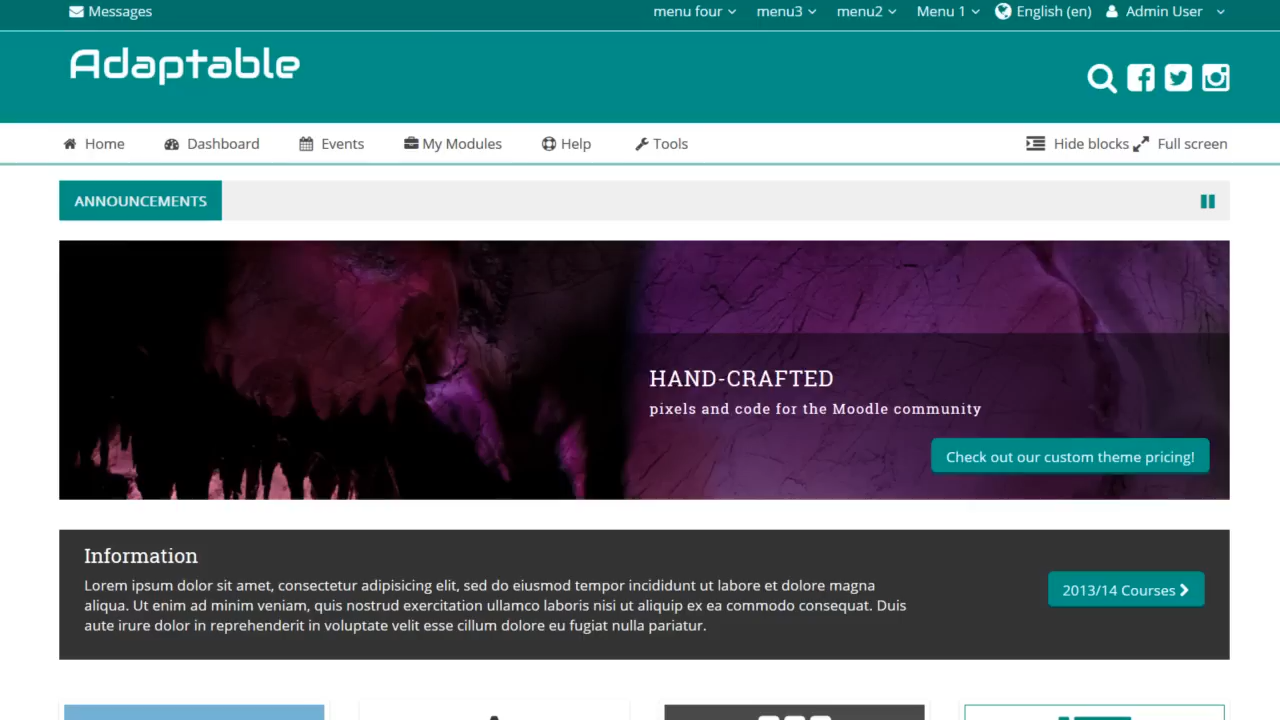 Messages menu four menu3 menu2 Menu 1 English (en) Admin User
Adaptable
Home Dashboard Events My Modules Help Tools Hide blocks Full screen
ANNOUNCEMENTS
HAND-CRAFTED
pixels and code for the Moodle community
Check out our custom theme pricing!
Information
Lorem ipsum dolor sit amet, consectetur adipisicing elit, sed do eiusmod tempor incididunt ut labore et dolore magna
aliqua. Ut enim ad minim veniam, quis nostrud exercitation ullamco laboris nisi ut aliquip ex ea commodo consequat. Duis
aute irure dolor in reprehenderit in voluptate velit esse cillum dolore eu fugiat nulla pariatur.
2013/14 Courses